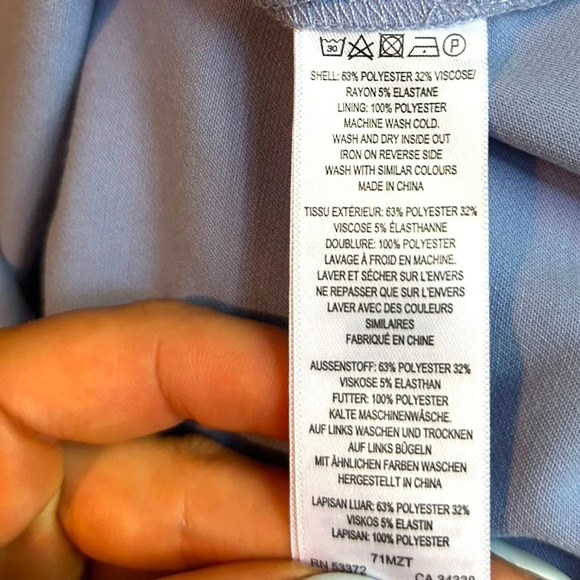 30 P
SHELL: 63% POLYESTER 32% VISCOSE/
RAYON 5% ELASTANE
LINING: 100% POLYESTER
MACHINE WASH COLD.
WASH AND DRY INSIDE OUT
IRON ON REVERSE SIDE
WASH WITH SIMILAR COLOURS
MADE IN CHINA
TISSU EXTÉRIEUR: 63% POLYESTER 32%
VISCOSE 5% ÉLASTHANNE
DOUBLURE: 100% POLYESTER
LAVAGE À FROID EN MACHINE.
LAVER ET SÉCHER SUR L'ENVERS
NE REPASSER QUE SUR L'ENVERS
LAVER AVEC DES COULEURS
SIMILAIRES
FABRIQUÉ EN CHINE
AUSSENSTOFF: 63% POLYESTER 32%
VISKOSE 5% ELASTHAN
FUTTER: 100% POLYESTER
KALTE MASCHINENWÄSCHE.
AUF LINKS WASCHEN UND TROCKNEN
AUF LINKS BÜGELN
MIT ÄHNLICHEN FARBEN WASCHEN
HERGESTELLT IN CHINA
LAPISAN LUAR: 63% POLYESTER 32%
VISKOS 5% ELASTIN
LAPISAN: 100% POLYESTER
71MZT
RN 53372 CA 34338